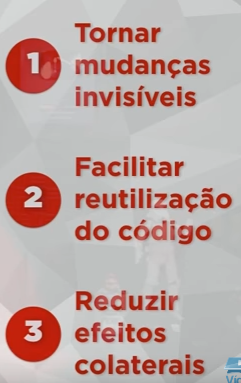 1
Tornar
mudanças
invisíveis
2
Facilitar
reutilização
do código
3
Reduzir
efeitos
colaterais